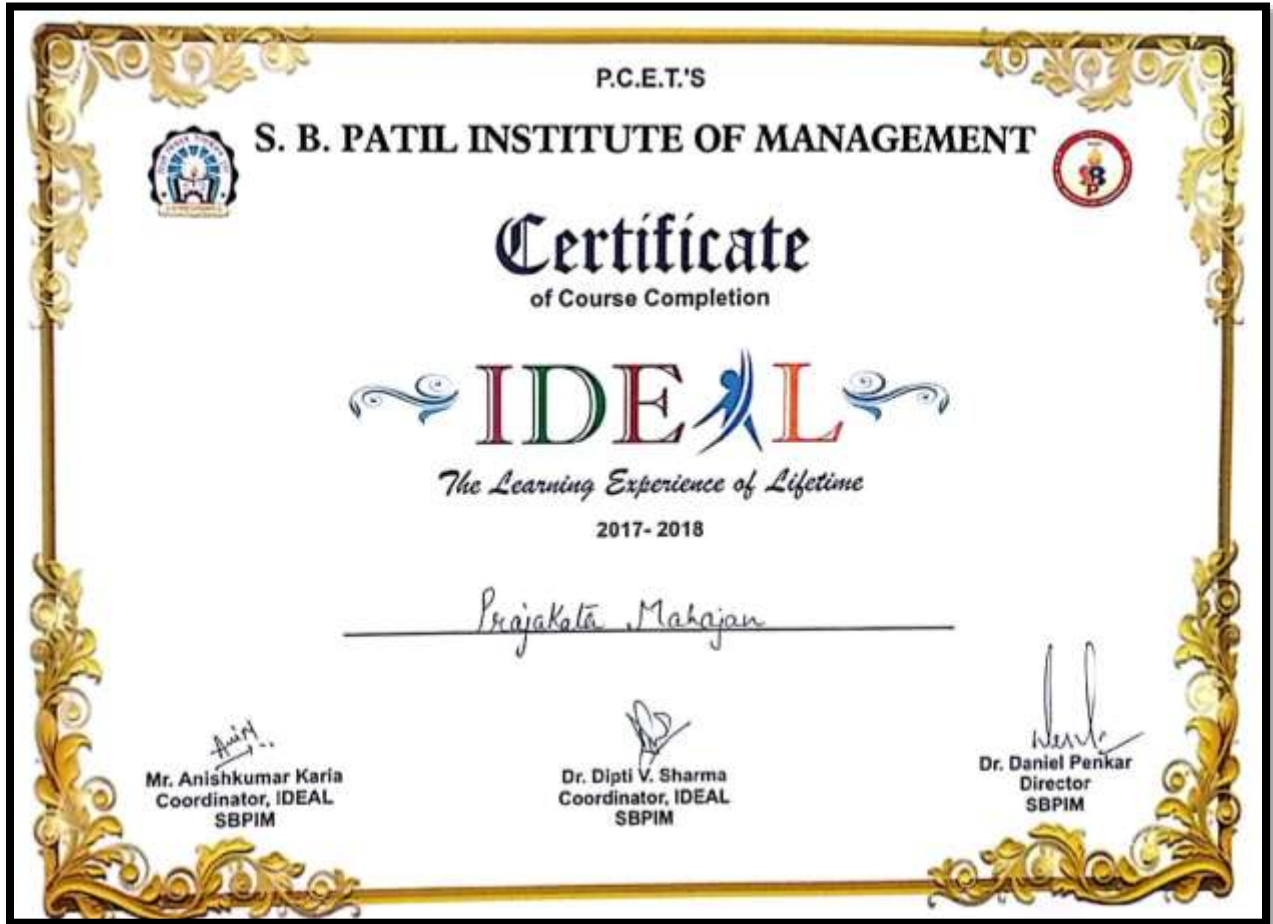 P.C.E.T.'S
S. B. PATIL INSTITUTE OF MANAGEMENT
SBP
Certificate
of Course Completion
IDEAL
The Learning Experience of Lifetime
2017- 2018
Prajakata Mahajan
Mr. Anishkumar Karia
Coordinator, IDEAL
SBPIM
Dr. Dipti V. Sharma
Coordinator, IDEAL
SBPIM
Dr. Daniel Penkar
Director
SBPIM